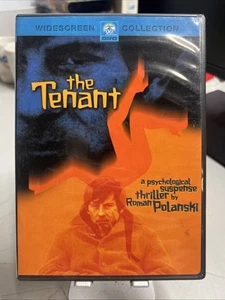 WIDESCREEN COLLECTION
the
Tenant
a psychological
suspense
thriller by
Roman Polanski